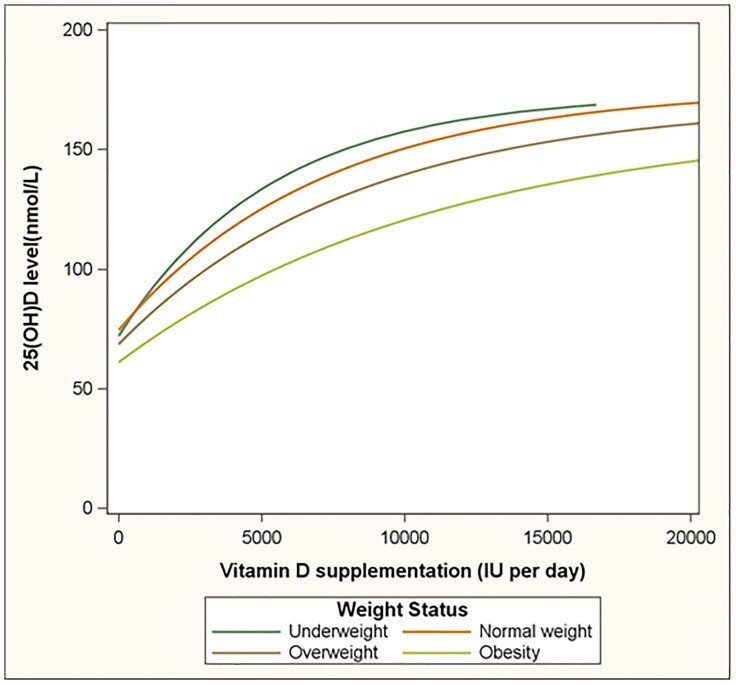 200
150
100
50
0
25(OH)D level(nmol/L)
0 5000 10000 15000 20000
Vitamin D supplementation (IU per day)
Weight Status
Underweight Normal weight
Overweight Obesity